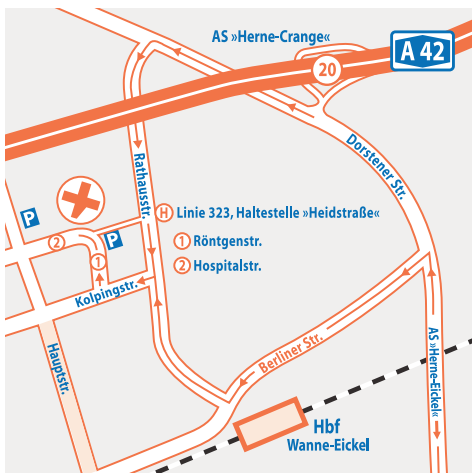 AS »Herne-Crange«
A 42
20
Dorstener Str.
Rathausstr.
P
H Linie 323, Haltestelle »Heidstraße«
P
2
1 Röntgenstr.
1
2 Hospitalstr.
Kolpingstr.
Hauptstr.
Berliner Str.
AS »Herne-Eickel«
Hbf
Wanne-Eickel